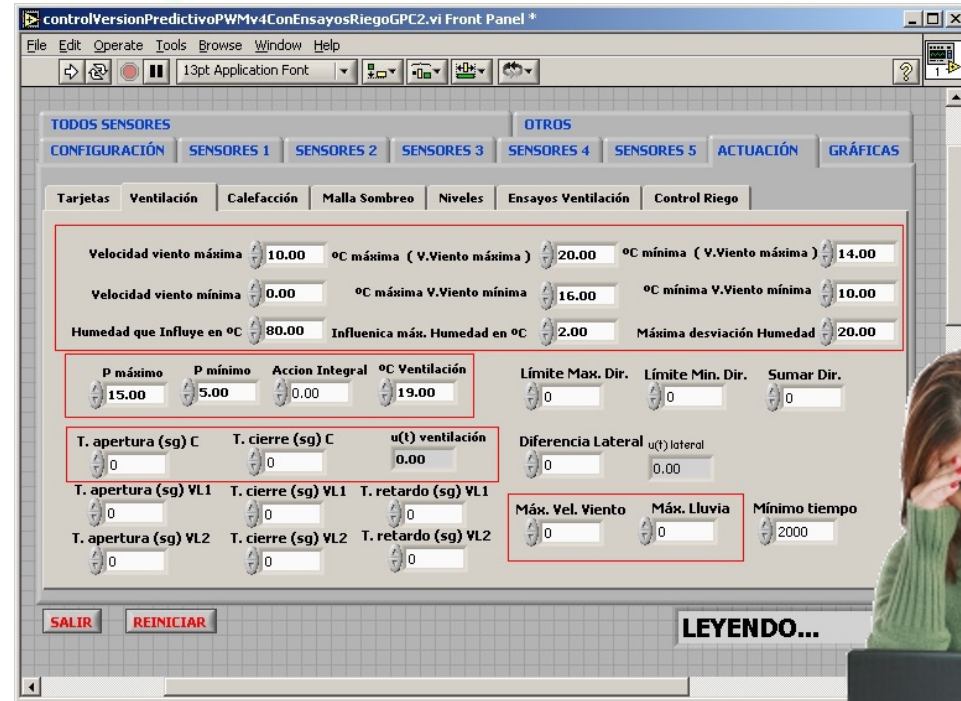 controlVersionPredictivoPWMv4ConEnsayosRiegoGPC2.vi Front Panel *
File Edit Operate Tools Browse Window Help
13pt Application Font
1
TODOS SENSORES OTROS
CONFIGURACIÓN SENSORES 1 SENSORES 2 SENSORES 3 SENSORES 4 SENSORES 5 ACTUACIÓN GRÁFICAS
Tarjetas Ventilación Calefacción Malla Sombreo Niveles Ensayos Ventilación Control Riego
Velocidad viento máxima 10.00 ºC máxima ( V.Viento máxima ) 20.00 ºC mínima ( V.Viento máxima ) 14.00
Velocidad viento mínima 0.00 ºC máxima V.Viento mínima 16.00 ºC mínima V.Viento mínima 10.00
Humedad que Influye en ºC 80.00 Influenica máx. Humedad en ºC 2.00 Máxima desviación Humedad 20.00
P máximo P mínimo Accion Integral ºC Ventilación Límite Max. Dir. Límite Min. Dir. Sumar Dir.
15.00 5.00 0.00 19.00 0 0 0
T. apertura (sg) C T. cierre (sg) C u(t) ventilación Diferencia Lateral u(t) lateral
0 0 0.00 0 0.00
T. apertura (sg) VL1 T. cierre (sg) VL1 T. retardo (sg) VL1 Máx. Vel. Viento Máx. Lluvia Mínimo tiempo
0 0 0 0 0 2000
T. apertura (sg) VL2 T. cierre (sg) VL2 T. retardo (sg) VL2
0 0 0
SALIR REINICIAR LEYENDO...